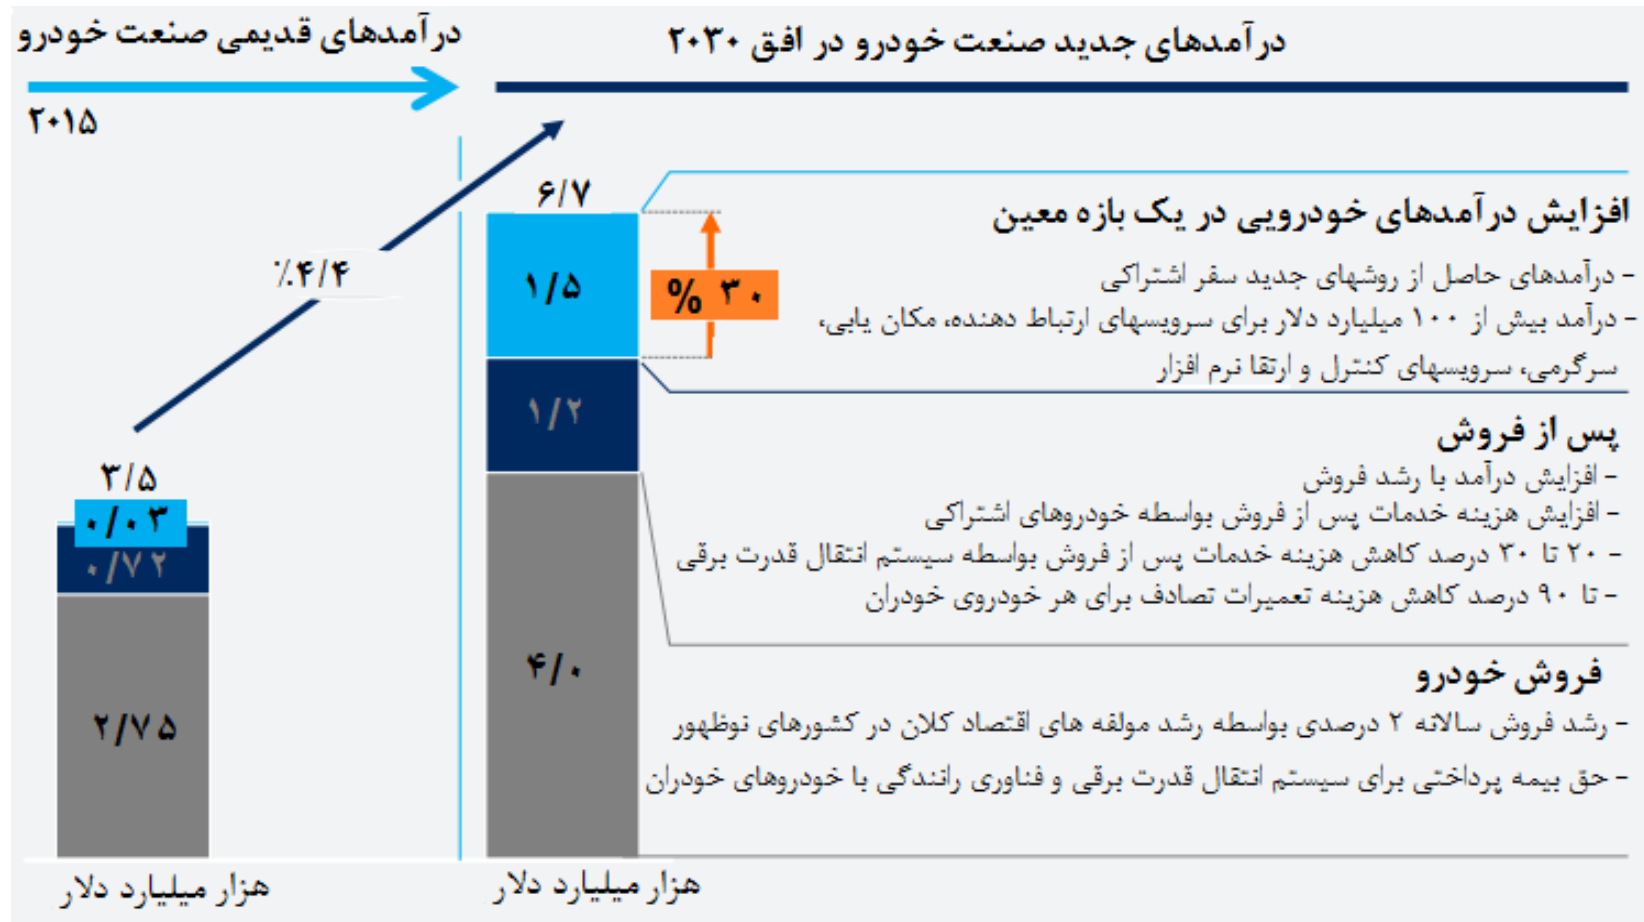 درآمدهای جدید صنعت خودرو در افق ۲۰۳۰
درآمدهای قدیمی صنعت خودرو
۲۰۱۵
٪۴/۴
۶/۷
۱/۵
% ۳۰
۱/۲
۴/۰
۳/۵
۰/۰۳
۰/۷۲
۲/۷۵
افزایش درآمدهای خودرویی در یک بازه معین
- درآمدهای حاصل از روشهای جدید سفر اشتراکی
- درآمد بیش از ۱۰۰ میلیارد دلار برای سرویسهای ارتباط دهنده، مکان یابی،
سرگرمی، سرویسهای کنترل و ارتقا نرم افزار
پس از فروش
- افزایش درآمد با رشد فروش
- افزایش هزینه خدمات پس از فروش بواسطه خودروهای اشتراکی
- ۲۰ تا ۳۰ درصد کاهش هزینه خدمات پس از فروش بواسطه سیستم انتقال قدرت برقی
- تا ۹۰ درصد کاهش هزینه تعمیرات تصادف برای هر خودروی خودران
فروش خودرو
- رشد فروش سالانه ۲ درصدی بواسطه رشد مولفه های اقتصاد کلان در کشورهای نوظهور
- حق بیمه پرداختی برای سیستم انتقال قدرت برقی و فناوری رانندگی با خودروهای خودران
هزار میلیارد دلار
هزار میلیارد دلار